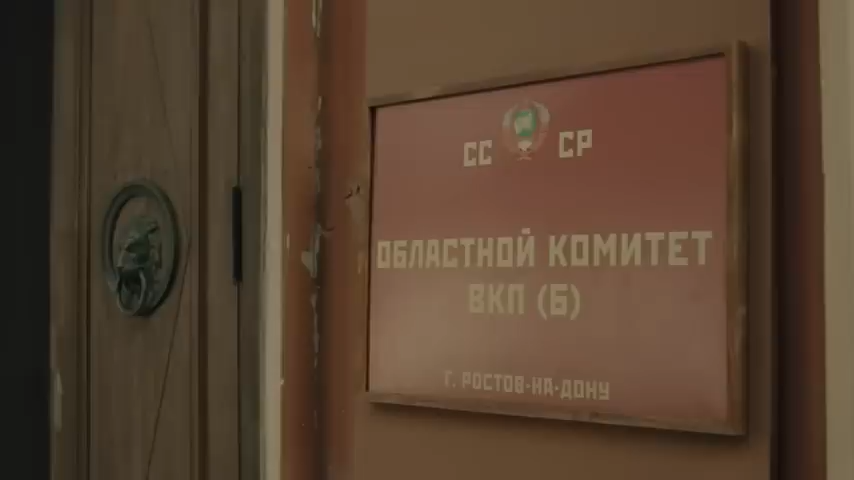 СС СР
ОБЛАСТНОЙ КОМИТЕТ
ВКП (Б)
Г. РОСТОВ-НА-ДОНУ